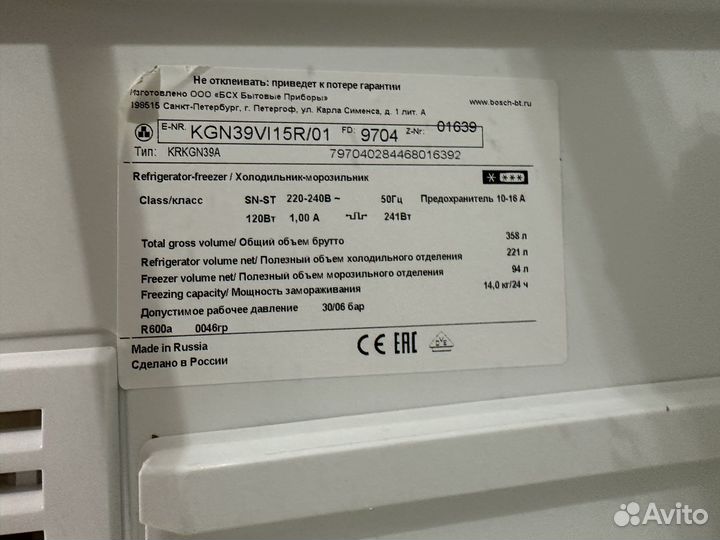 Не отклеивать: приведет к потере гарантии
Изготовлено ООО «БСХ Бытовые Приборы»
198515 Санкт-Петербург, г. Петергоф, ул. Карла Сименса, д. 1 лит. А
www.bosch-bt.ru
E-NR. KGN39VI15R/01 FD: 9704 Z-Nr. 01639
Тип: KRKGN39A 797040284468016392
Refrigerator-freezer / Холодильник-морозильник
Class/класс SN-ST 220-240В ~ 50Гц Предохранитель 10-16 А
120Вт 1,00 А 241Вт
Total gross volume/ Общий объем брутто 358 л
Refrigerator volume net/ Полезный объем холодильного отделения 221 л
Freezer volume net/ Полезный объем морозильного отделения 94 л
Freezing capacity/ Мощность замораживания 14,0 кг/24 ч
Допустимое рабочее давление 30/06 бар
R600a 0046гр
Made in Russia
Сделано в России
CE EAC
Avito